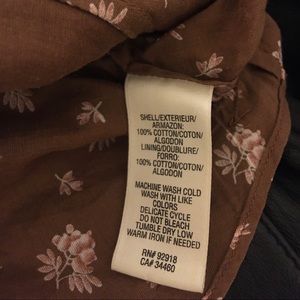 SHELL/EXTERIEUR/
ARMAZON:
100% COTTON/COTON/
ALGODON
LINING/DOUBLURE/
FORRO:
100% COTTON/COTON/
ALGODON
MACHINE WASH COLD
WASH WITH LIKE
COLORS
DELICATE CYCLE
DO NOT BLEACH
TUMBLE DRY LOW
WARM IRON IF NEEDED
RN# 92918
CA# 34460